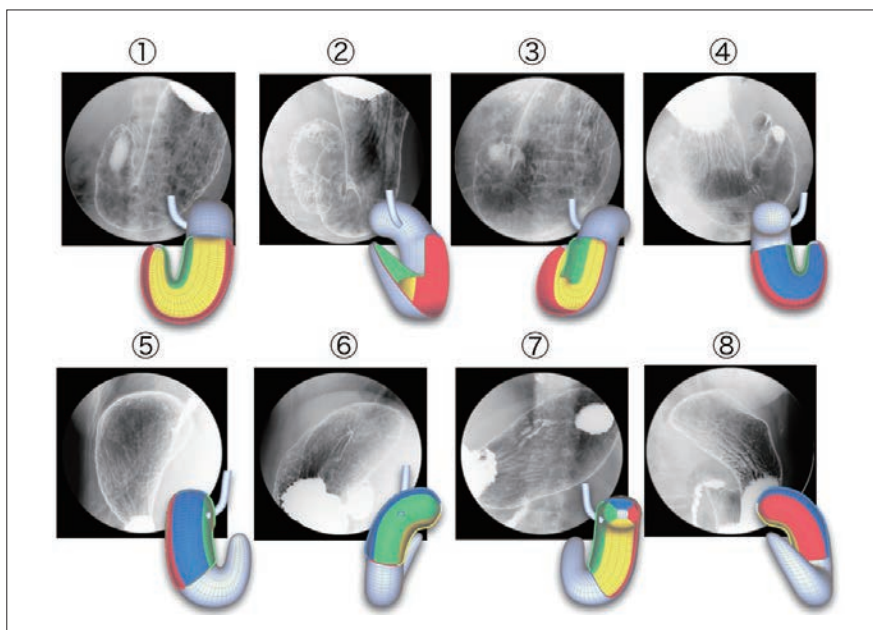 ① ② ③ ④
⑤ ⑥ ⑦ ⑧